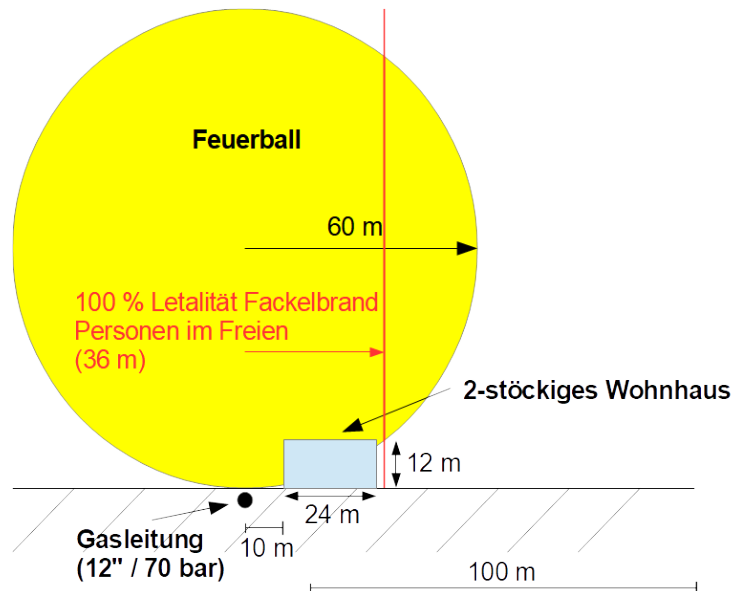 Feuerball
60 m
100 % Letalität Fackelbrand
Personen im Freien
(36 m)
2-stöckiges Wohnhaus
12 m
24 m
10 m
Gasleitung
(12" / 70 bar)
100 m